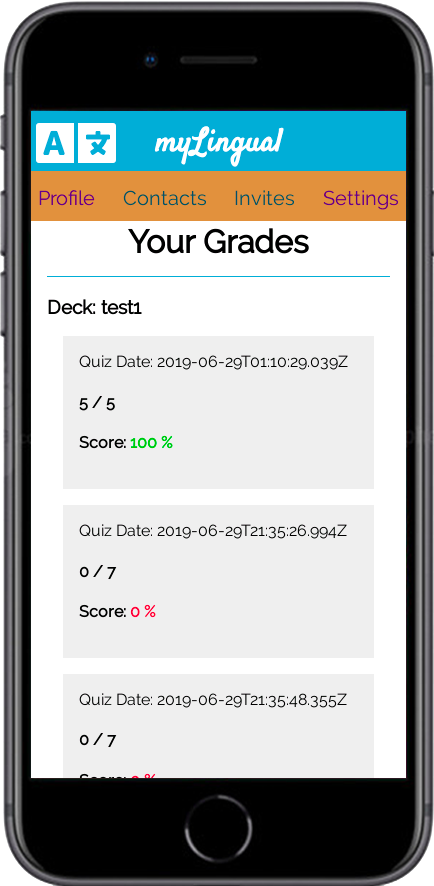 A 文 myLingual
Profile Contacts Invites Settings
Your Grades
Deck: test1
Quiz Date: 2019-06-29T01:10:29.039Z
5 / 5
Score: 100 %
Quiz Date: 2019-06-29T21:35:26.994Z
0 / 7
Score: 0 %
Quiz Date: 2019-06-29T21:35:48.355Z
0 / 7
Score: 0 %